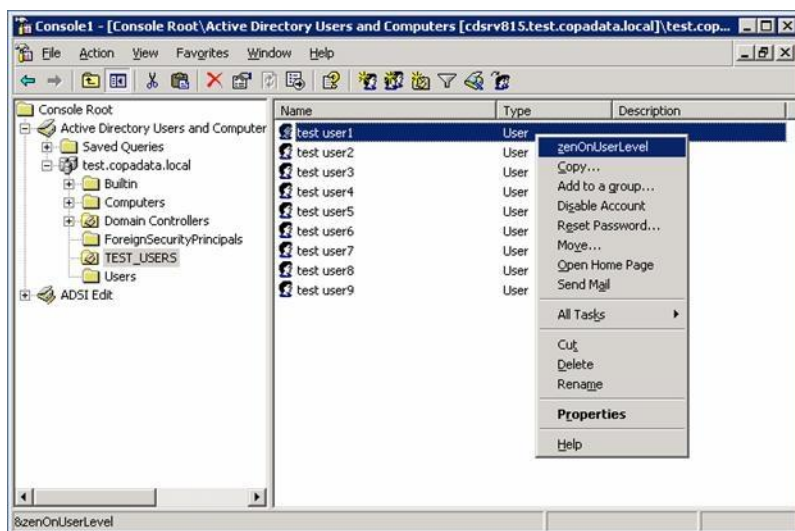 Console1 - [Console Root\Active Directory Users and Computers [cdsrv815.test.copadata.local]\test.cop...
File Action View Favorites Window Help
Console Root
Active Directory Users and Computer
Saved Queries
test.copadata.local
Builtin
Computers
Domain Controllers
ForeignSecurityPrincipals
TEST_USERS
Users
ADSI Edit
Name Type Description
test user1 User
test user2 User
test user3 User
test user4 User
test user5 User
test user6 User
test user7 User
test user8 User
test user9 User
zenOnUserLevel
Copy...
Add to a group...
Disable Account
Reset Password...
Move...
Open Home Page
Send Mail
All Tasks
Cut
Delete
Rename
Properties
Help
&zenOnUserLevel